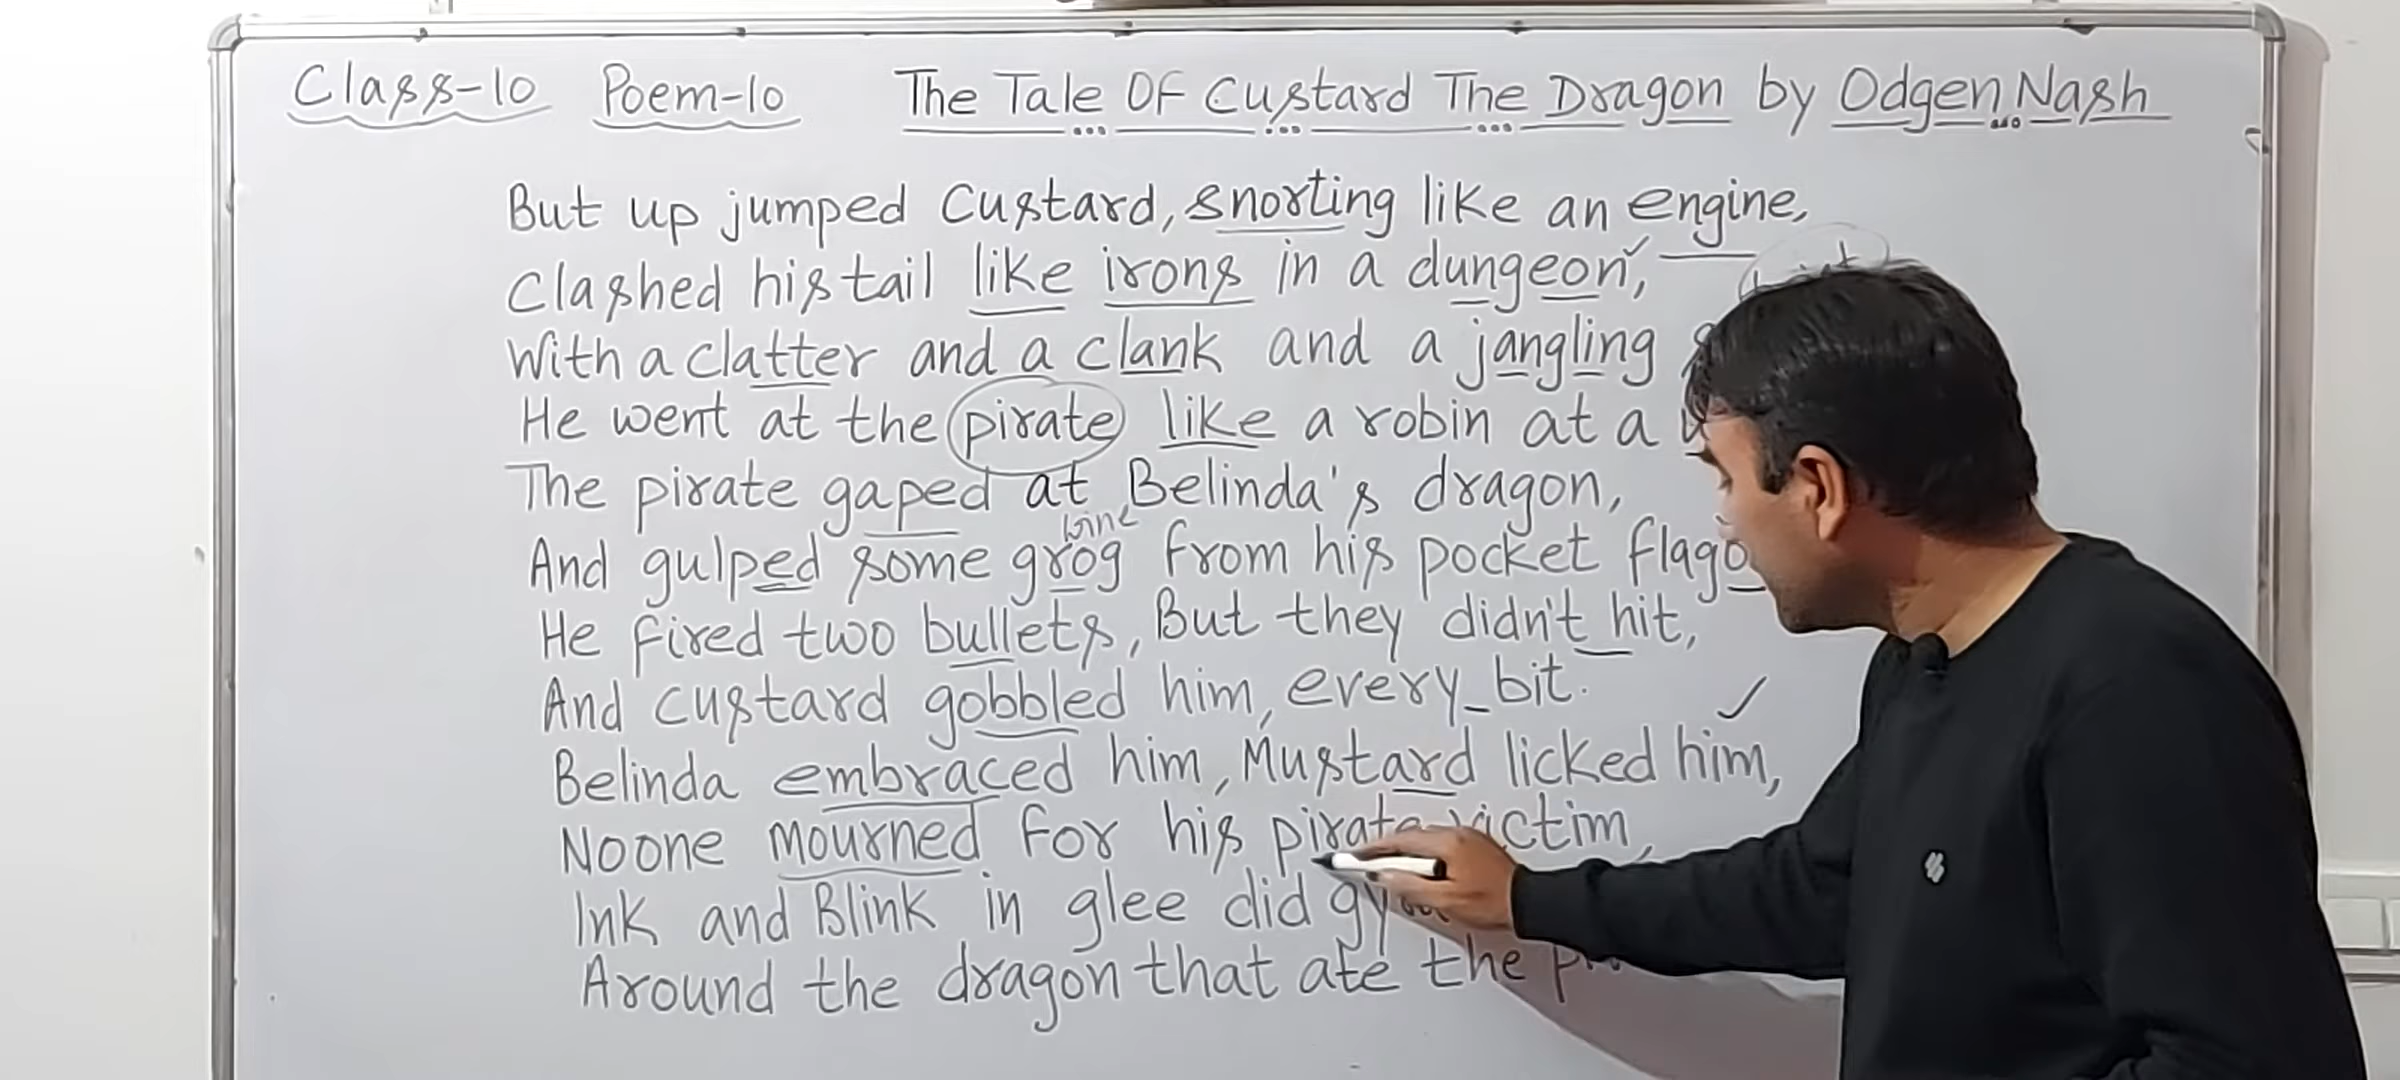 Class-10 Poem-10 The Tale Of Custard The Dragon by Odgen Nash
But up jumped Custard, snorting like an engine,
Clashed his tail like irons in a dungeon,
With a clatter and a clank and a jangling
He went at the pirate like a robin at a
The pirate gaped at Belinda's dragon,
wine
And gulped some grog from his pocket
He fired two bullets, But they didn't hit,
And custard gobbled him, every bit.
Belinda embraced him, Mustard licked him,
Noone mourned for his pirate victim,
Ink and Blink in glee did
Around the dragon that ate the